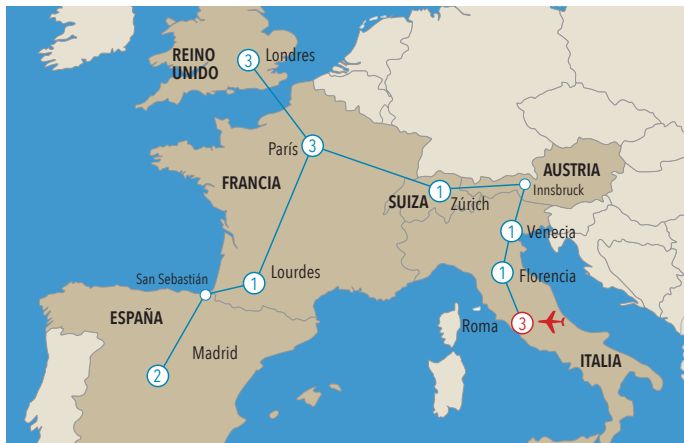 REINO
UNIDO
3
Londres
París
3
FRANCIA
AUSTRIA
Innsbruck
SUIZA
1
Zúrich
1
Venecia
1
Florencia
San Sebastián
Lourdes
1
ESPAÑA
Roma
3
Madrid
2
ITALIA